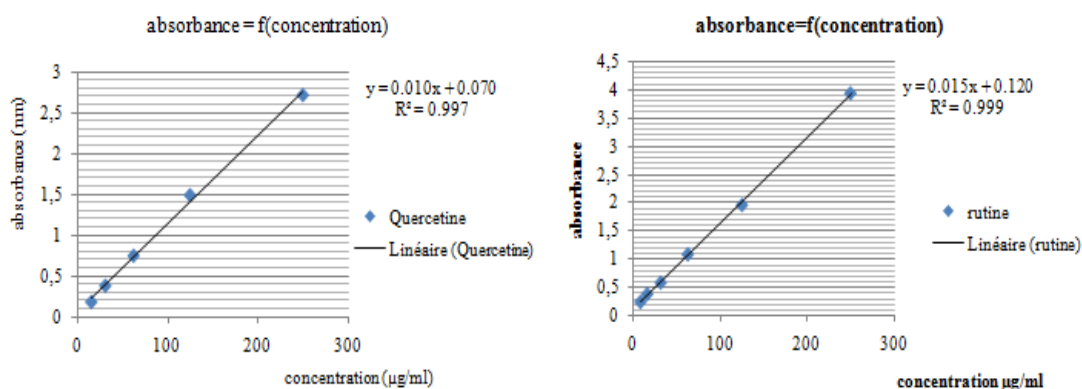 absorbance = f(concentration)
absorbance (nm)
3
2,5
2
1,5
1
0,5
0
0
100
200
300
concentration (µg/ml)
y = 0.010x + 0.070
R² = 0.997
Quercetine
Linéaire (Quercetine)
absorbance=f(concentration)
absorbance
4,5
4
3,5
3
2,5
2
1,5
1
0,5
0
0
100
200
300
concentration µg/ml
y = 0.015x + 0.120
R² = 0.999
rutine
Linéaire (rutine)